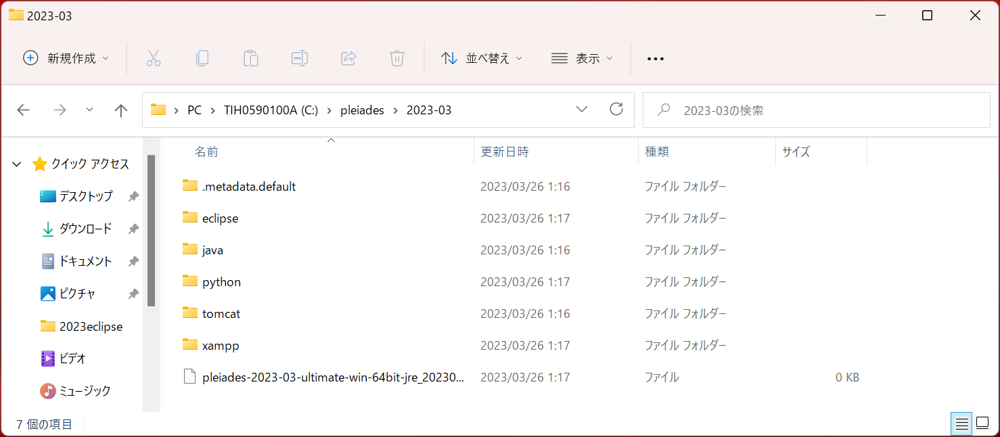 2023-03
新規作成 並べ替え 表示
PC TIH0590100A (C:) pleiades 2023-03
2023-03の検索
クイック アクセス
デスクトップ
ダウンロード
ドキュメント
ピクチャ
2023eclipse
ビデオ
ミュージック
名前 更新日時 種類 サイズ
.metadata.default 2023/03/26 1:16 ファイル フォルダー
eclipse 2023/03/26 1:17 ファイル フォルダー
java 2023/03/26 1:16 ファイル フォルダー
python 2023/03/26 1:17 ファイル フォルダー
tomcat 2023/03/26 1:16 ファイル フォルダー
xampp 2023/03/26 1:17 ファイル フォルダー
pleiades-2023-03-ultimate-win-64bit-jre_20230... 2023/03/26 1:17 ファイル 0 KB
7 個の項目